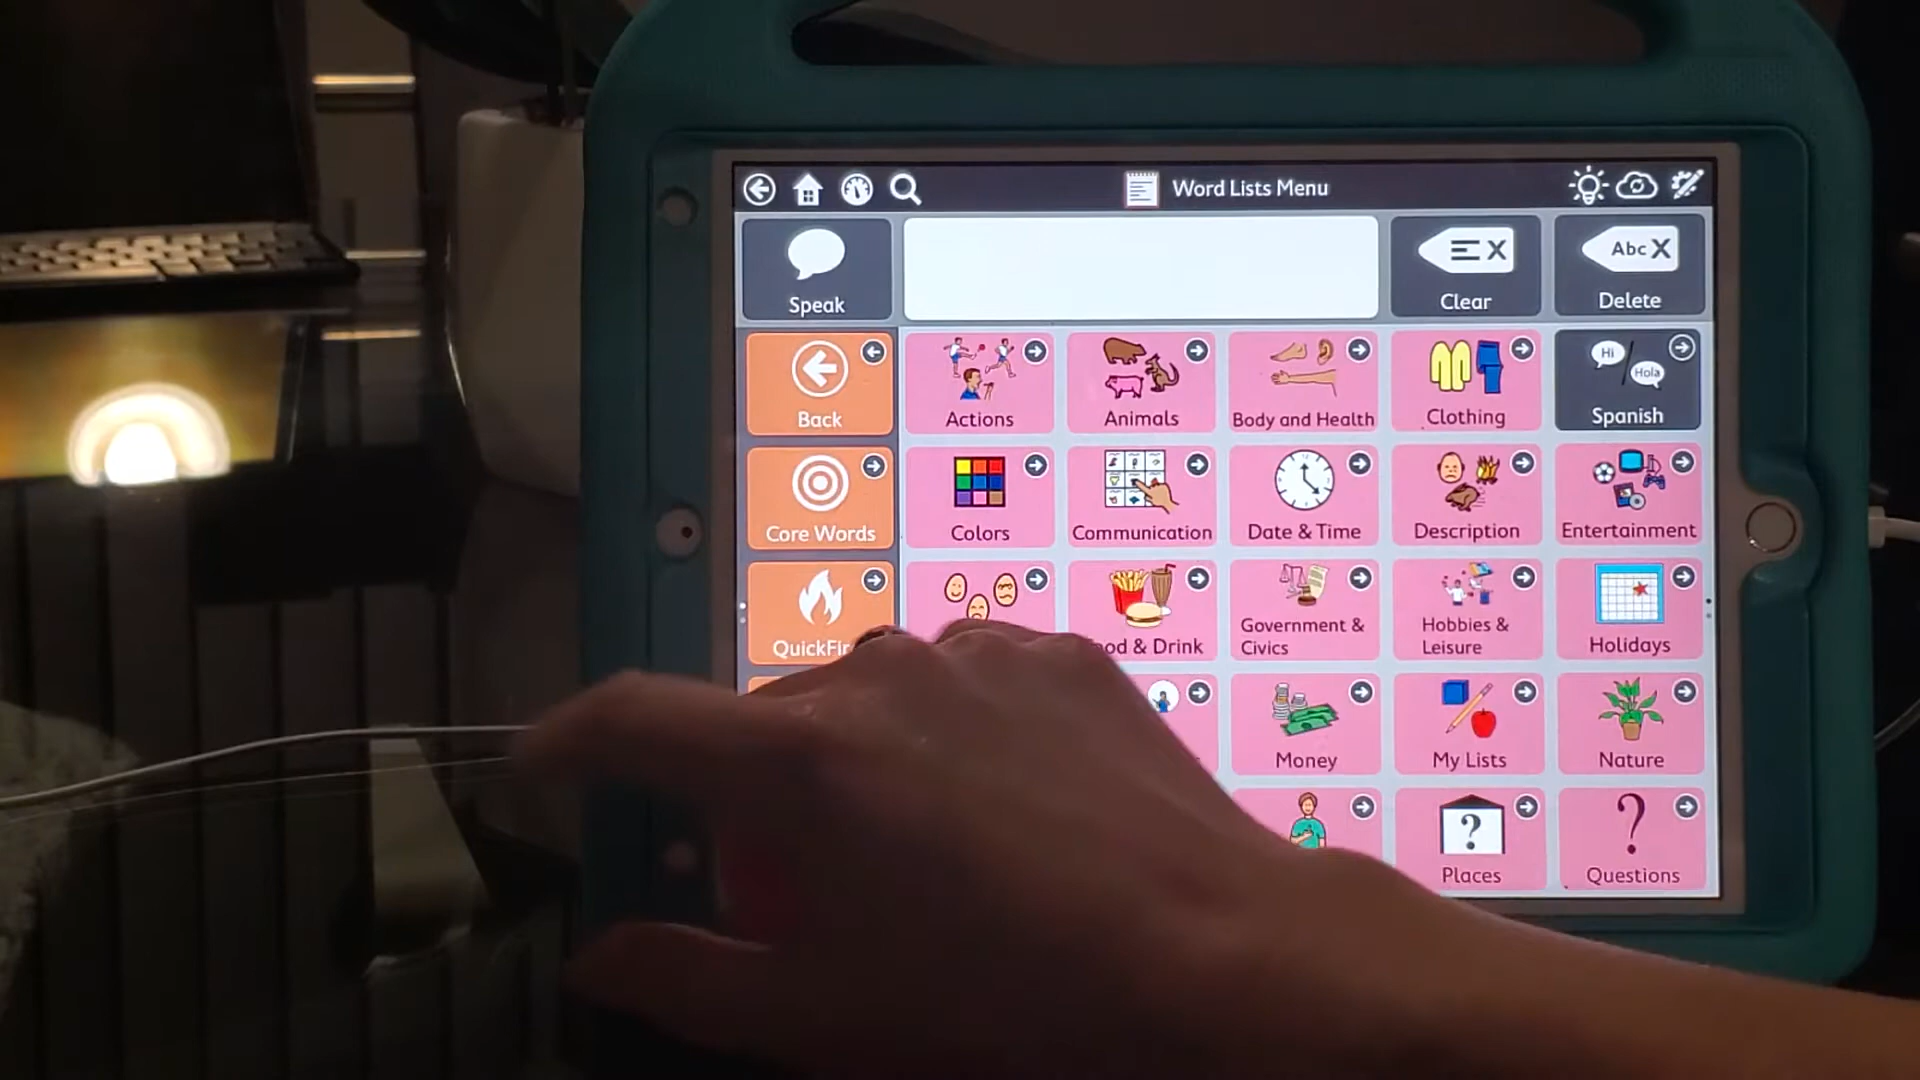 Word Lists Menu
Speak
Clear
Abc X
Delete
Back
Actions
Animals
Body and Health
Clothing
Hi
Hola
Spanish
Core Words
Colors
Communication
Date & Time
Description
Entertainment
& Drink
Government &
Civics
Hobbies &
Leisure
Holidays
Money
My Lists
Nature
?
Places
?
Questions